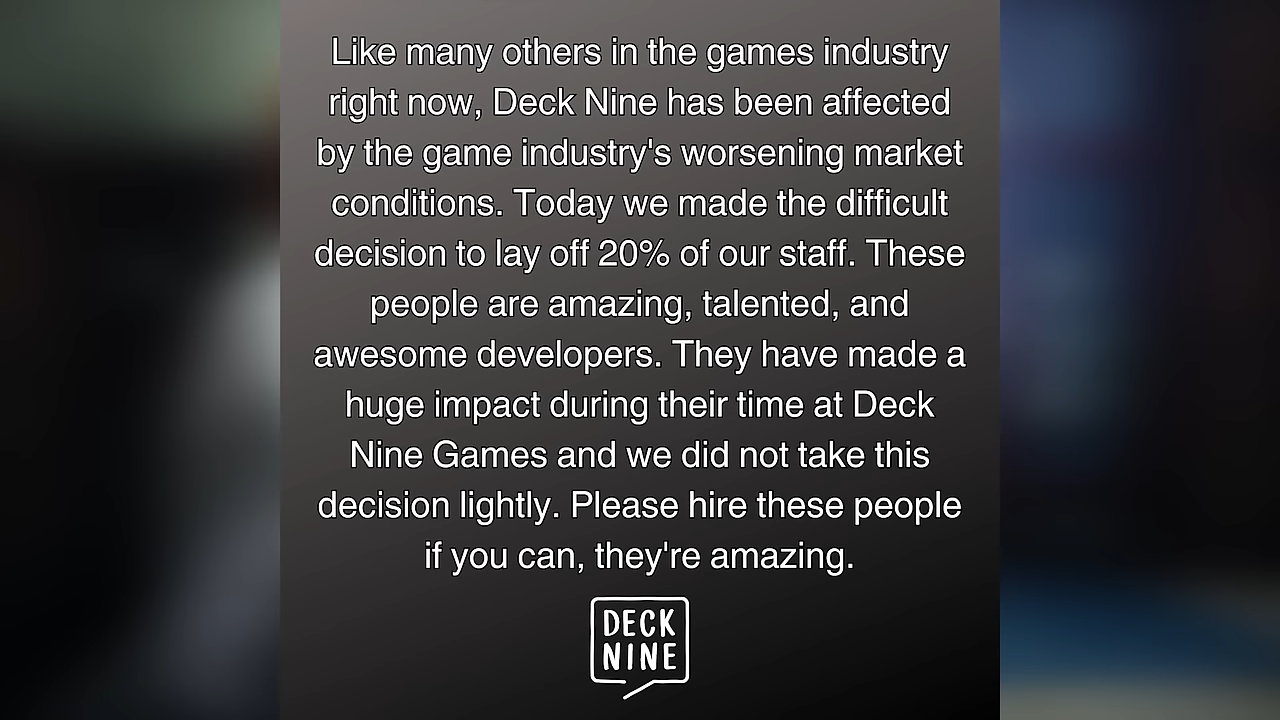 Like many others in the games industry
right now, Deck Nine has been affected
by the game industry's worsening market
conditions. Today we made the difficult
decision to lay off 20% of our staff. These
people are amazing, talented, and
awesome developers. They have made a
huge impact during their time at Deck
Nine Games and we did not take this
decision lightly. Please hire these people
if you can, they're amazing.
DECK
NINE